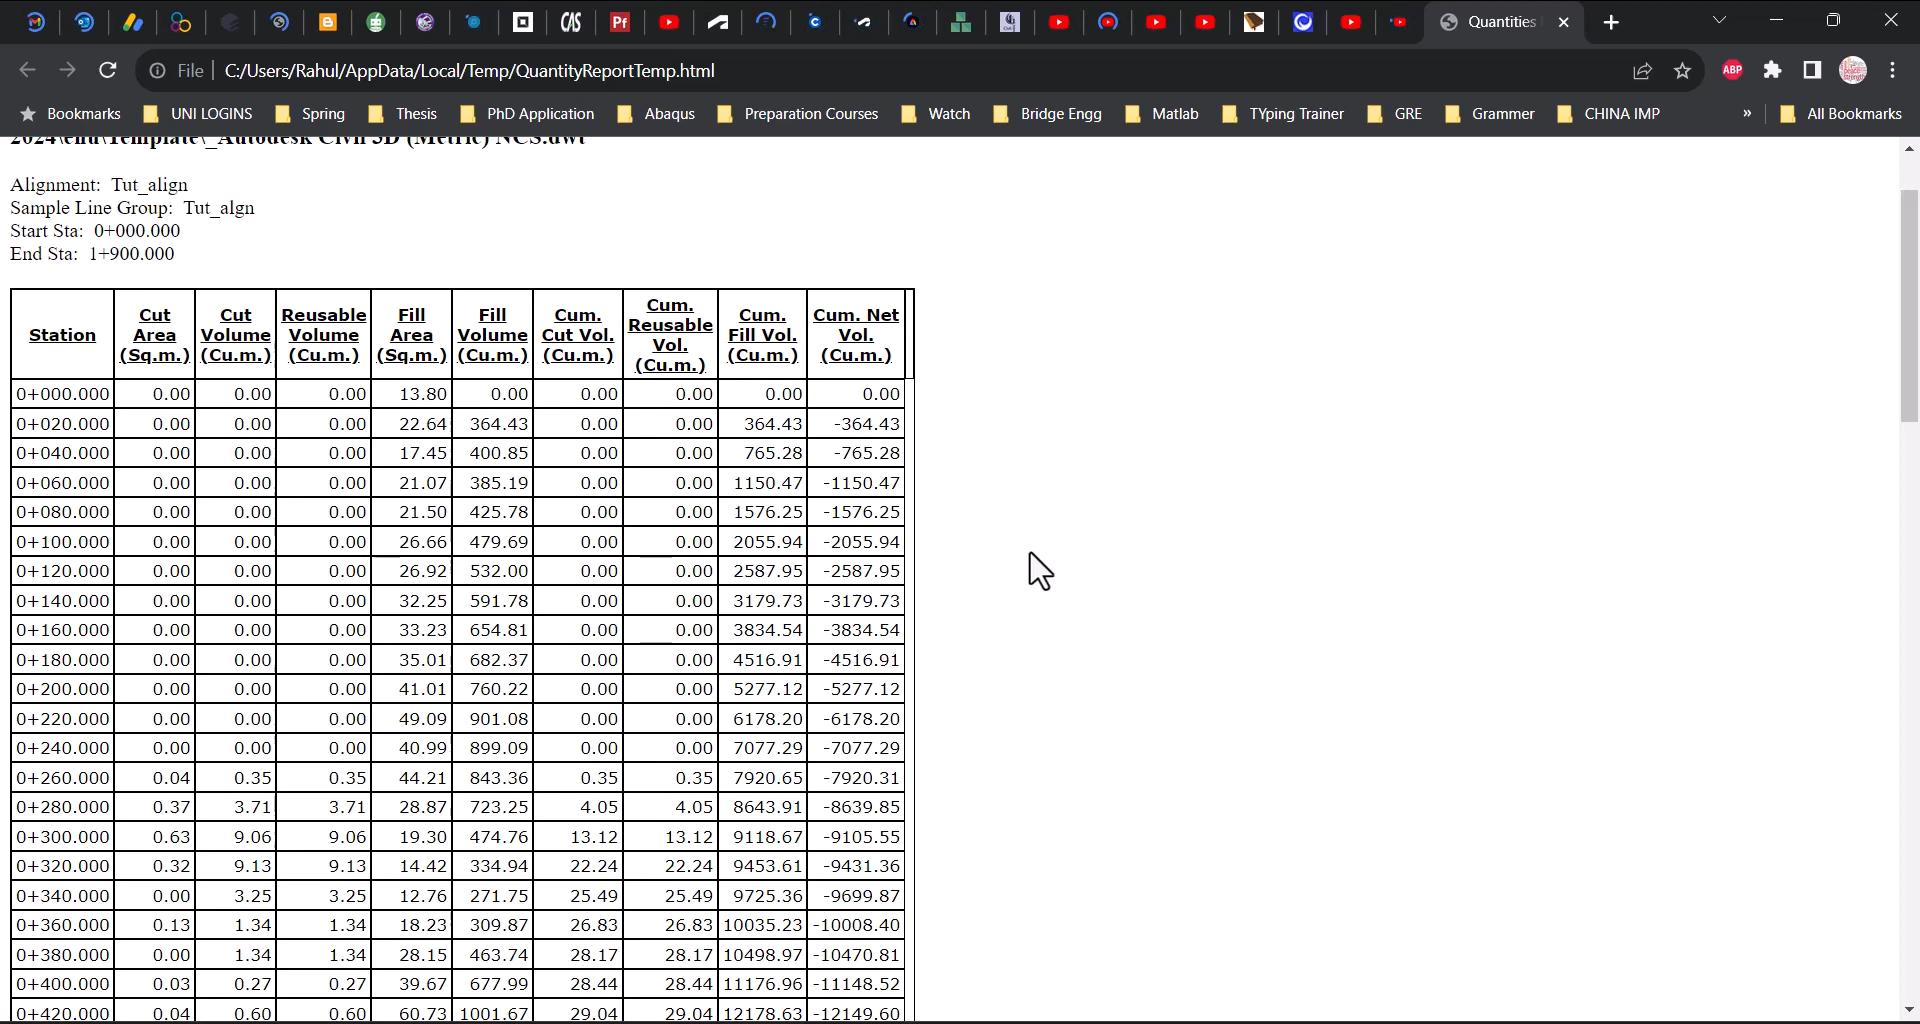 CAS
Pf
Quantities
File
C:/Users/Rahul/AppData/Local/Temp/QuantityReportTemp.html
ABP
Bookmarks UNI LOGINS Spring Thesis PhD Application Abaqus Preparation Courses Watch Bridge Engg Matlab TYping Trainer GRE Grammer CHINA IMP » All Bookmarks
2024\enu\Template\_Autodesk Civil 3D (Metric) NCS.dwt
Alignment: Tut_align
Sample Line Group: Tut_algn
Start Sta: 0+000.000
End Sta: 1+900.000
Station Cut Area (Sq.m.) Cut Volume (Cu.m.) Reusable Volume (Cu.m.) Fill Area (Sq.m.) Fill Volume (Cu.m.) Cum. Cut Vol. (Cu.m.) Cum. Reusable Vol. (Cu.m.) Cum. Fill Vol. (Cu.m.) Cum. Net Vol. (Cu.m.)
0+000.000 0.00 0.00 0.00 13.80 0.00 0.00 0.00 0.00 0.00
0+020.000 0.00 0.00 0.00 22.64 364.43 0.00 0.00 364.43 -364.43
0+040.000 0.00 0.00 0.00 17.45 400.85 0.00 0.00 765.28 -765.28
0+060.000 0.00 0.00 0.00 21.07 385.19 0.00 0.00 1150.47 -1150.47
0+080.000 0.00 0.00 0.00 21.50 425.78 0.00 0.00 1576.25 -1576.25
0+100.000 0.00 0.00 0.00 26.66 479.69 0.00 0.00 2055.94 -2055.94
0+120.000 0.00 0.00 0.00 26.92 532.00 0.00 0.00 2587.95 -2587.95
0+140.000 0.00 0.00 0.00 32.25 591.78 0.00 0.00 3179.73 -3179.73
0+160.000 0.00 0.00 0.00 33.23 654.81 0.00 0.00 3834.54 -3834.54
0+180.000 0.00 0.00 0.00 35.01 682.37 0.00 0.00 4516.91 -4516.91
0+200.000 0.00 0.00 0.00 41.01 760.22 0.00 0.00 5277.12 -5277.12
0+220.000 0.00 0.00 0.00 49.09 901.08 0.00 0.00 6178.20 -6178.20
0+240.000 0.00 0.00 0.00 40.99 899.09 0.00 0.00 7077.29 -7077.29
0+260.000 0.04 0.35 0.35 44.21 843.36 0.35 0.35 7920.65 -7920.31
0+280.000 0.37 3.71 3.71 28.87 723.25 4.05 4.05 8643.91 -8639.85
0+300.000 0.63 9.06 9.06 19.30 474.76 13.12 13.12 9118.67 -9105.55
0+320.000 0.32 9.13 9.13 14.42 334.94 22.24 22.24 9453.61 -9431.36
0+340.000 0.00 3.25 3.25 12.76 271.75 25.49 25.49 9725.36 -9699.87
0+360.000 0.13 1.34 1.34 18.23 309.87 26.83 26.83 10035.23 -10008.40
0+380.000 0.00 1.34 1.34 28.15 463.74 28.17 28.17 10498.97 -10470.81
0+400.000 0.03 0.27 0.27 39.67 677.99 28.44 28.44 11176.96 -11148.52
0+420.000 0.04 0.60 0.60 60.73 1001.67 29.04 29.04 12178.63 -12149.60